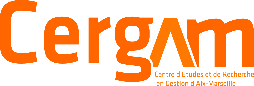 Cergam
Centre d'Etudes et de Recherche
en Gestion d'Aix-Marseille